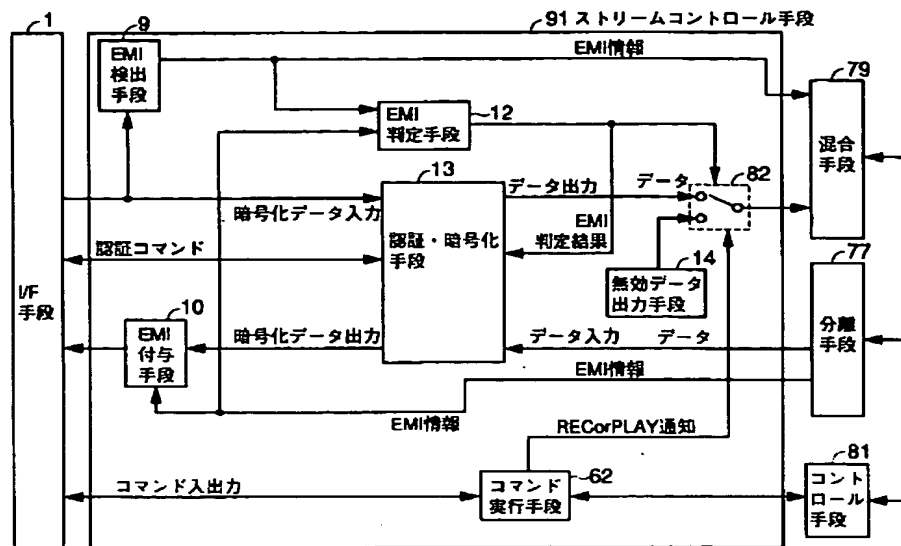 1
91 ストリームコントロール手段
9
EMI
検出
手段
EMI情報
79
混合
手段
EMI
判定手段
12
13
82
データ出力
データ
暗号化データ入力
EMI
判定結果
認証・暗号化
手段
認証コマンド
14
無効データ
出力手段
77
分離
手段
I/F
手段
10
EMI
付与
手段
暗号化データ出力
データ入力
データ
EMI情報
EMI情報
RECorPLAY通知
81
コント
ロール
手段
コマンド入出力
62
コマンド
実行手段